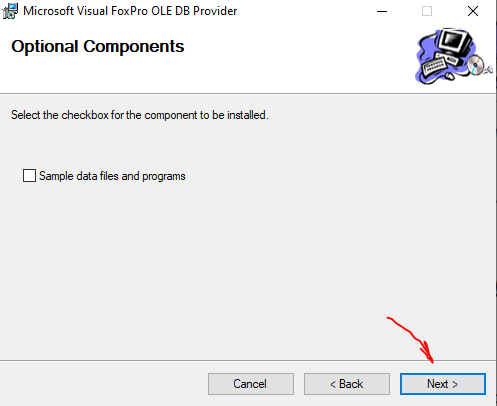 Microsoft Visual FoxPro OLE DB Provider
Optional Components
Select the checkbox for the component to be installed.
Sample data files and programs
Cancel
< Back
Next >